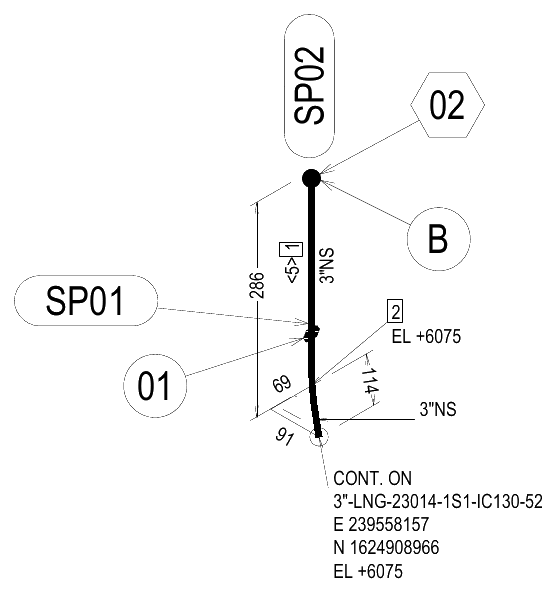 SP02
02
B
<5> 1
3"NS
286
SP01
2
EL +6075
01
69
114
3"NS
91
CONT. ON
3"-LNG-23014-1S1-IC130-52
E 239558157
N 1624908966
EL +6075